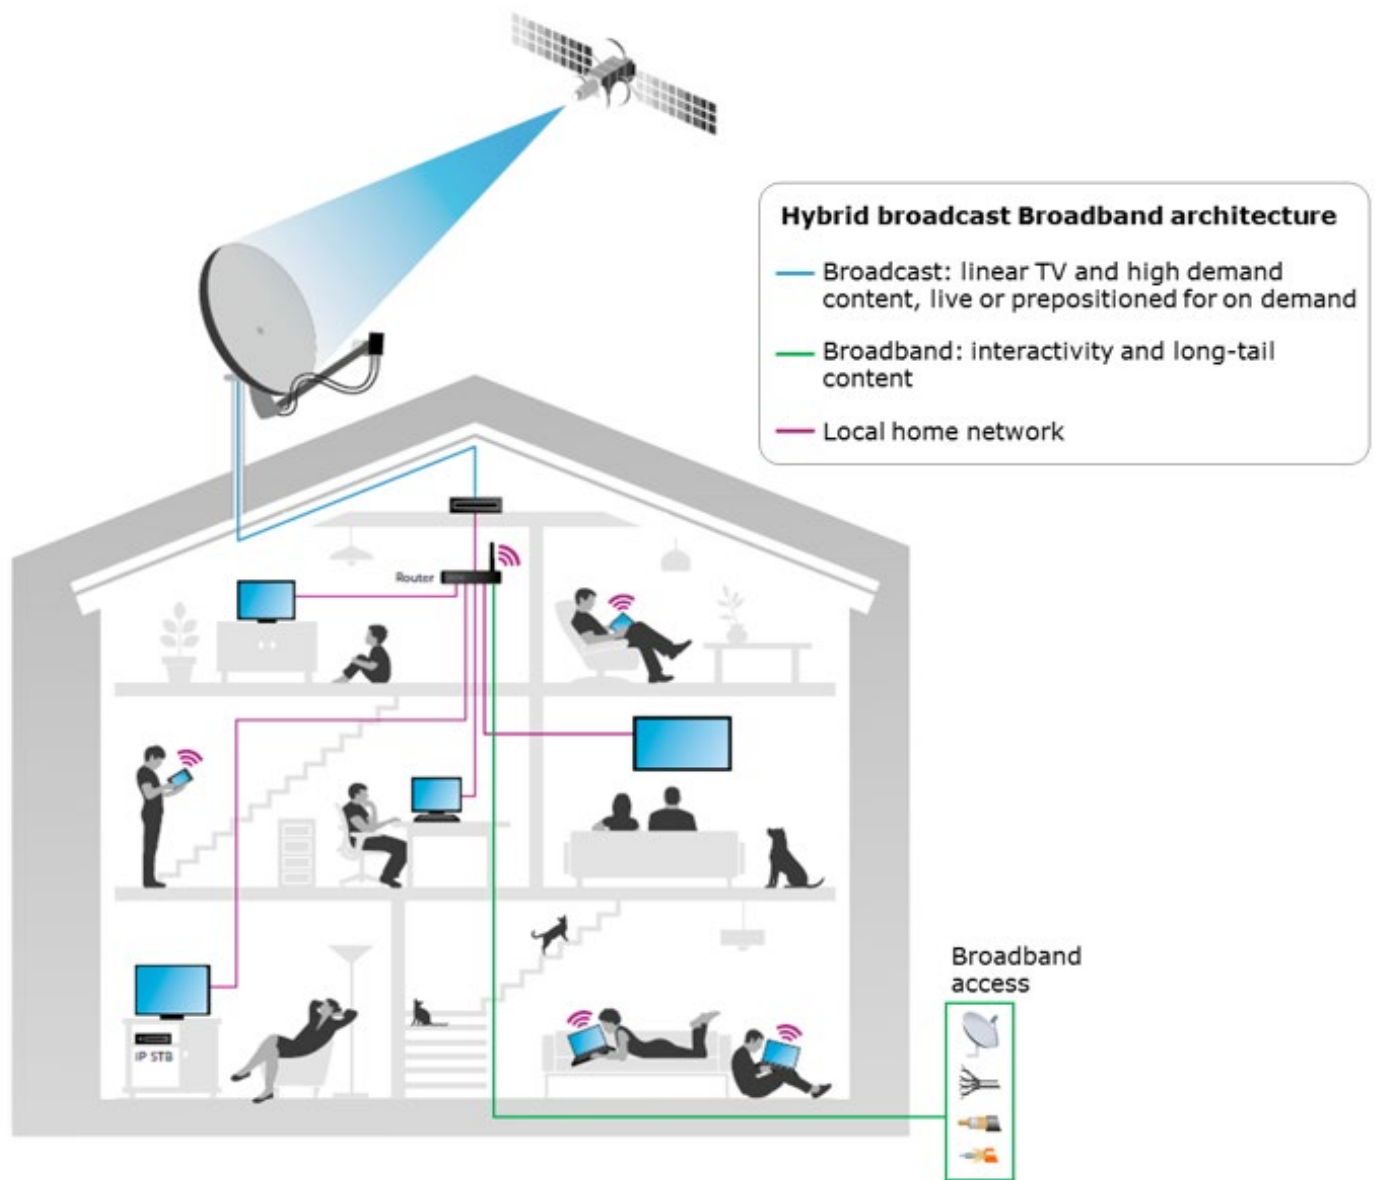 Hybrid broadcast Broadband architecture
Broadcast: linear TV and high demand
content, live or prepositioned for on demand
Broadband: interactivity and long-tail
content
Local home network
Router
Broadband
access
IP STB